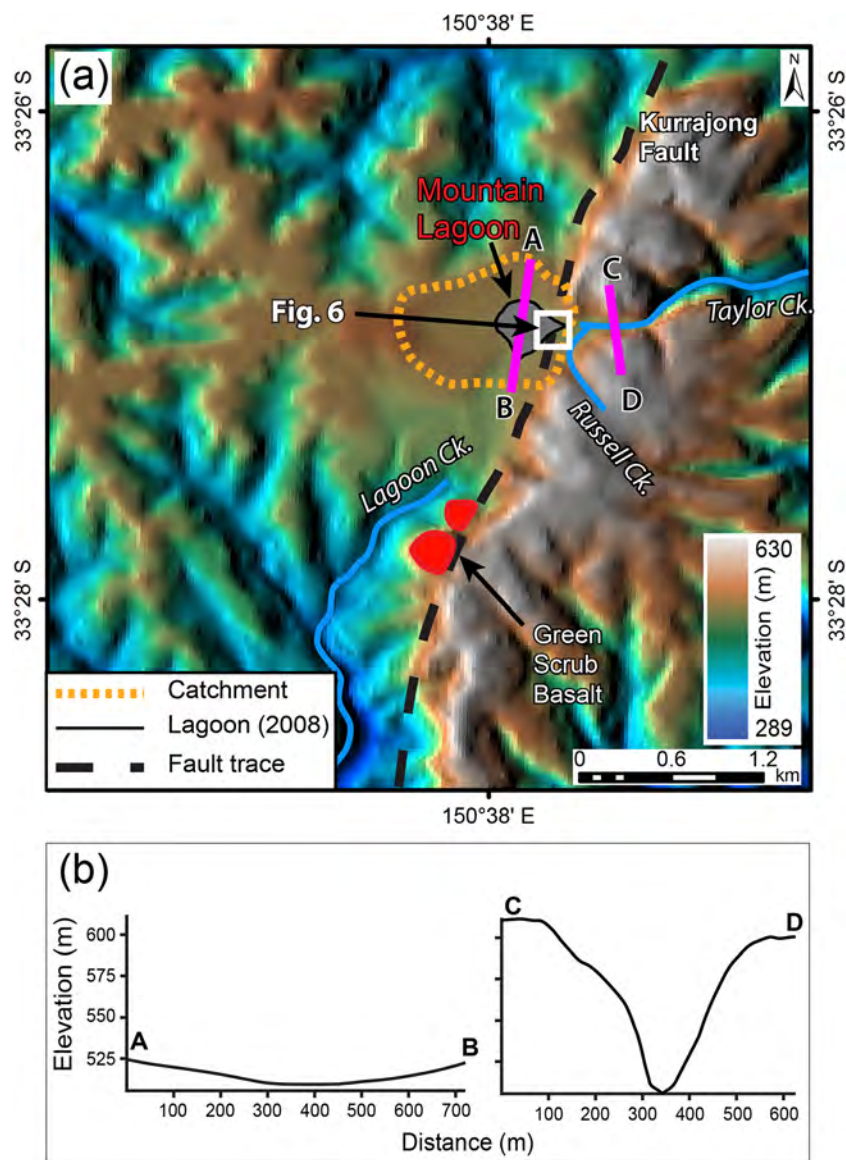 150°38' E
(a)
N
33°26' S
33°26' S
Kurrajong
Fault
Mountain
Lagoon
A
C
Fig. 6
Taylor Ck.
B
D
Russell Ck.
Lagoon Ck.
33°28' S
33°28' S
630
Elevation (m)
289
Green
Scrub
Basalt
Catchment
Lagoon (2008)
Fault trace
0 0.6 1.2
km
150°38' E
(b)
C
D
600
575
550
525
Elevation (m)
A
B
100 200 300 400 500 600 700
100 200 300 400 500 600
Distance (m)